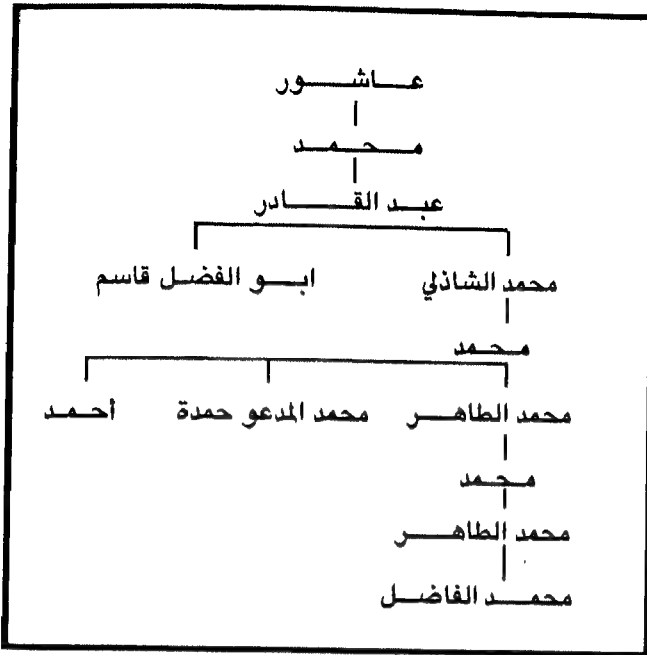 عاشور
محمد
عبد القادر
محمد الشاذلي ابو الفضل قاسم
محمد
محمد الطاهر محمد المدعو حمدة أحمد
محمد
محمد الطاهر
محمد الفاضل